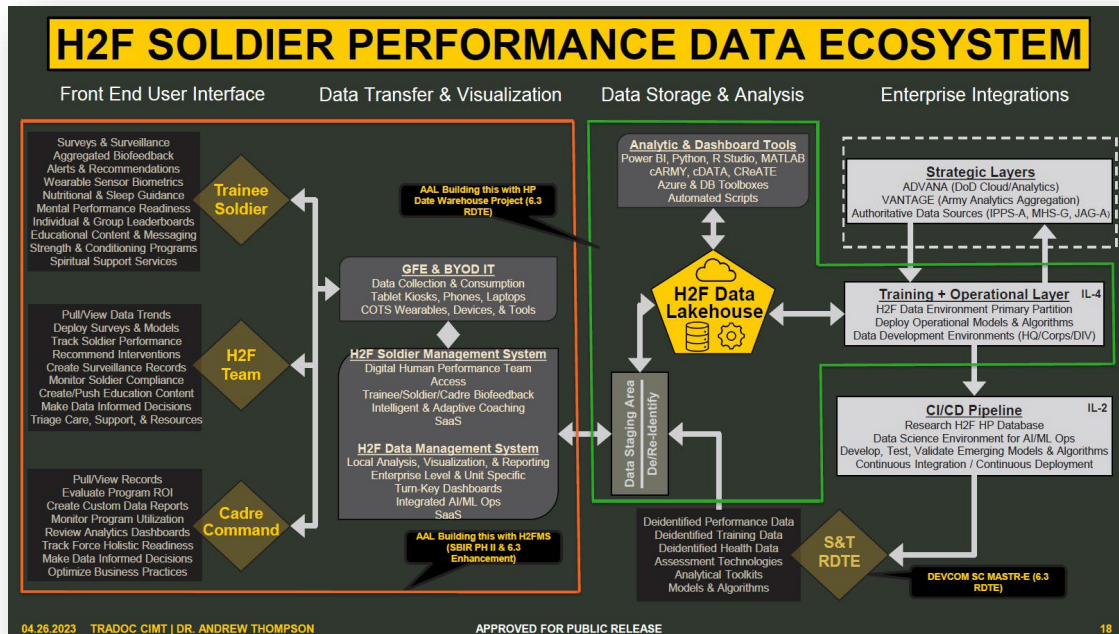 H2F SOLDIER PERFORMANCE DATA ECOSYSTEM
Front End User Interface
Data Transfer & Visualization
Data Storage & Analysis
Enterprise Integrations
Surveys & Surveillance
Aggregated Biofeedback
Alerts & Recommendations
Wearable Sensor Biometrics
Nutritional & Sleep Guidance
Mental Performance Readiness
Individual & Group Leaderboards
Educational Content & Messaging
Strength & Conditioning Programs
Spiritual Support Services
Trainee
Soldier
Pull/View Data Trends
Deploy Surveys & Models
Track Soldier Performance
Recommend Interventions
Create Surveillance Records
Monitor Soldier Compliance
Create/Push Education Content
Make Data Informed Decisions
Triage Care, Support, & Resources
H2F
Team
Pull/View Records
Evaluate Program ROI
Create Custom Data Reports
Monitor Program Utilization
Review Analytics Dashboards
Track Force Holistic Readiness
Make Data Informed Decisions
Optimize Business Practices
Cadre
Command
AAL Building this with HP
Date Warehouse Project (6.3
RDTE)
GFE & BYOD IT
Data Collection & Consumption
Tablet Kiosks, Phones, Laptops
COTS Wearables, Devices, & Tools
H2F Soldier Management System
Digital Human Performance Team
Access
Trainee/Soldier/Cadre Biofeedback
Intelligent & Adaptive Coaching
SaaS
H2F Data Management System
Local Analysis, Visualization, & Reporting
Enterprise Level & Unit Specific
Turn-Key Dashboards
Integrated AI/ML Ops
SaaS
AAL Building this with H2FMS
(SBIR PH II & 6.3
Enhancement)
Analytic & Dashboard Tools
Power BI, Python, R Studio, MATLAB
cARMY, cDATA, CReATE
Azure & DB Toolboxes
Automated Scripts
H2F Data
Lakehouse
Data Staging Area
De/Re-Identify
Deidentified Performance Data
Deidentified Training Data
Deidentified Health Data
Assessment Technologies
Analytical Toolkits
Models & Algorithms
S&T
RDTE
Strategic Layers
ADVANA (DoD Cloud/Analytics)
VANTAGE (Army Analytics Aggregation)
Authoritative Data Sources (IPPS-A, MHS-G, JAG-A)
Training + Operational Layer
IL-4
H2F Data Environment Primary Partition
Deploy Operational Models & Algorithms
Data Development Environments (HQ/Corps/DIV)
CI/CD Pipeline
IL-2
Research H2F HP Database
Data Science Environment for AI/ML Ops
Develop, Test, Validate Emerging Models & Algorithms
Continuous Integration / Continuous Deployment
DEVCOM SC MASTR-E (6.3
RDTE)
04.26.2023 TRADOC CIMT | DR. ANDREW THOMPSON
APPROVED FOR PUBLIC RELEASE
18